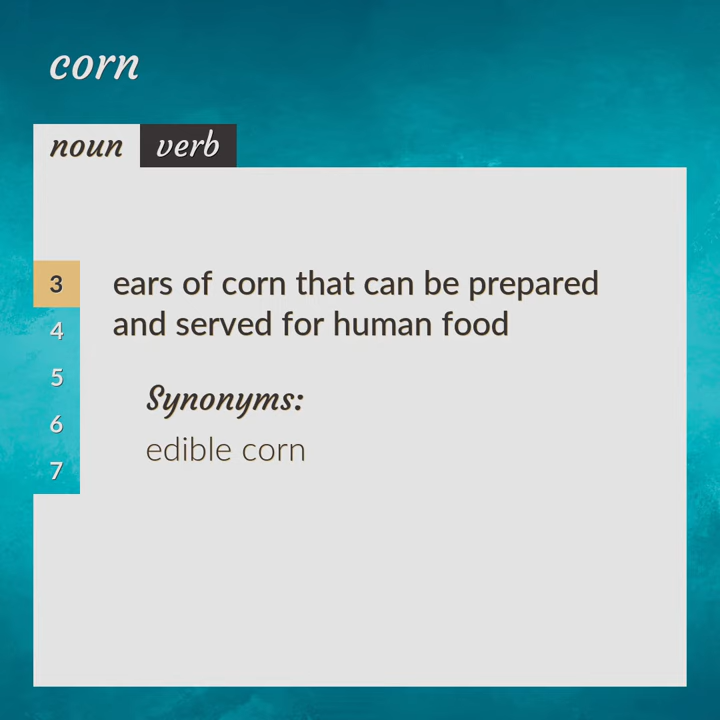 corn
noun verb
3 ears of corn that can be prepared
and served for human food
4
5
6
7
Synonyms:
edible corn